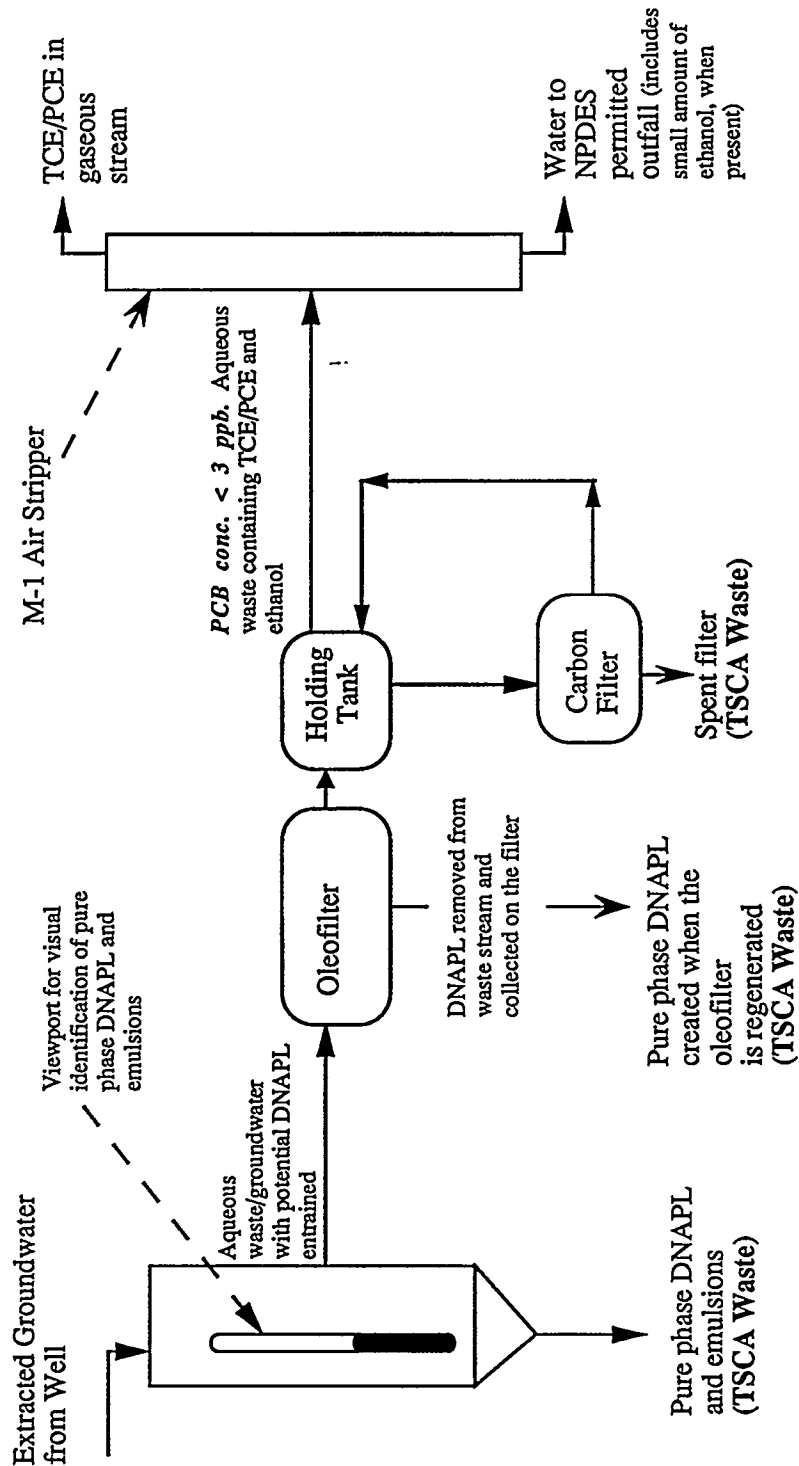 Extracted Groundwater
from Well
Viewport for visual
identification of pure
phase DNAPL and
emulsions
Aqueous
waste/groundwater
with potential DNAPL
entrained
Pure phase DNAPL
and emulsions
(TSCA Waste)
Oleofilter
DNAPL removed from
waste stream and
collected on the filter
Pure phase DNAPL
created when the
oleofilter
is regenerated
(TSCA Waste)
Holding
Tank
Carbon
Filter
Spent filter
(TSCA Waste)
PCB conc. < 3 ppb. Aqueous
waste containing TCE/PCE and
ethanol
M-1 Air Stripper
TCE/PCE in
gaseous
stream
Water to
NPDES
permitted
outfall (includes
small amount of
ethanol, when
present)